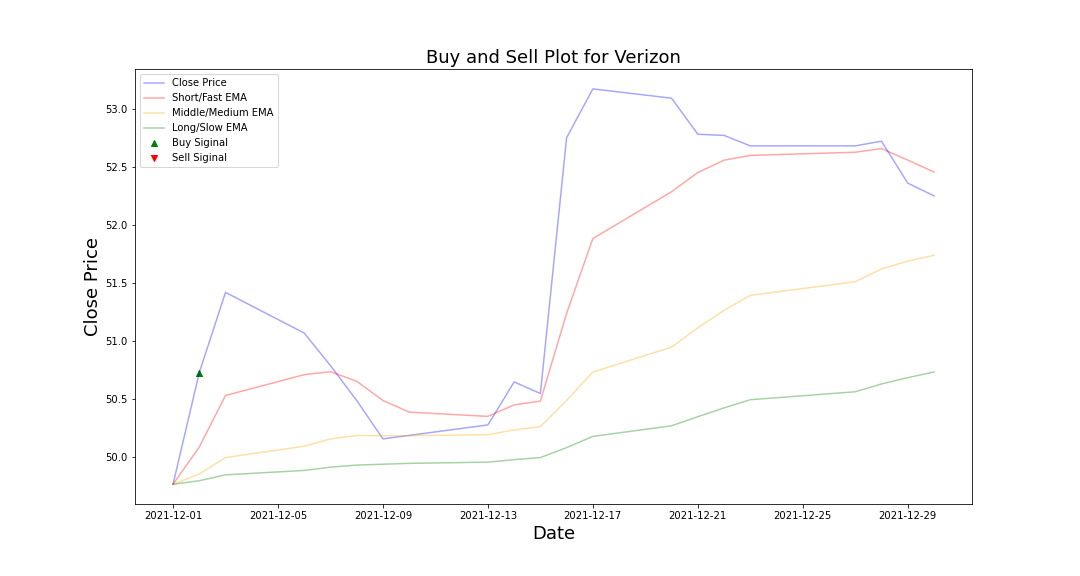 Buy and Sell Plot for Verizon
Close Price
Short/Fast EMA
Middle/Medium EMA
Long/Slow EMA
Buy Siginal
Sell Siginal
Close Price
53.0
52.5
52.0
51.5
51.0
50.5
50.0
2021-12-01 2021-12-05 2021-12-09 2021-12-13 2021-12-17 2021-12-21 2021-12-25 2021-12-29
Date